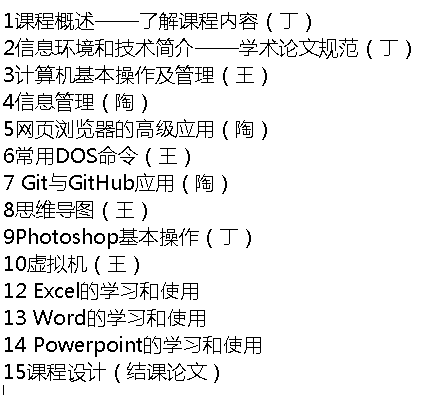 1课程概述——了解课程内容（丁）
2信息环境和技术简介——学术论文规范（丁）
3计算机基本操作及管理（王）
4信息管理（陶）
5网页浏览器的高级应用（陶）
6常用DOS命令（王）
7 Git与GitHub应用（陶）
8思维导图（王）
9Photoshop基本操作（丁）
10虚拟机（王）
12 Excel的学习和使用
13 Word的学习和使用
14 Powerpoint的学习和使用
15课程设计（结课论文）